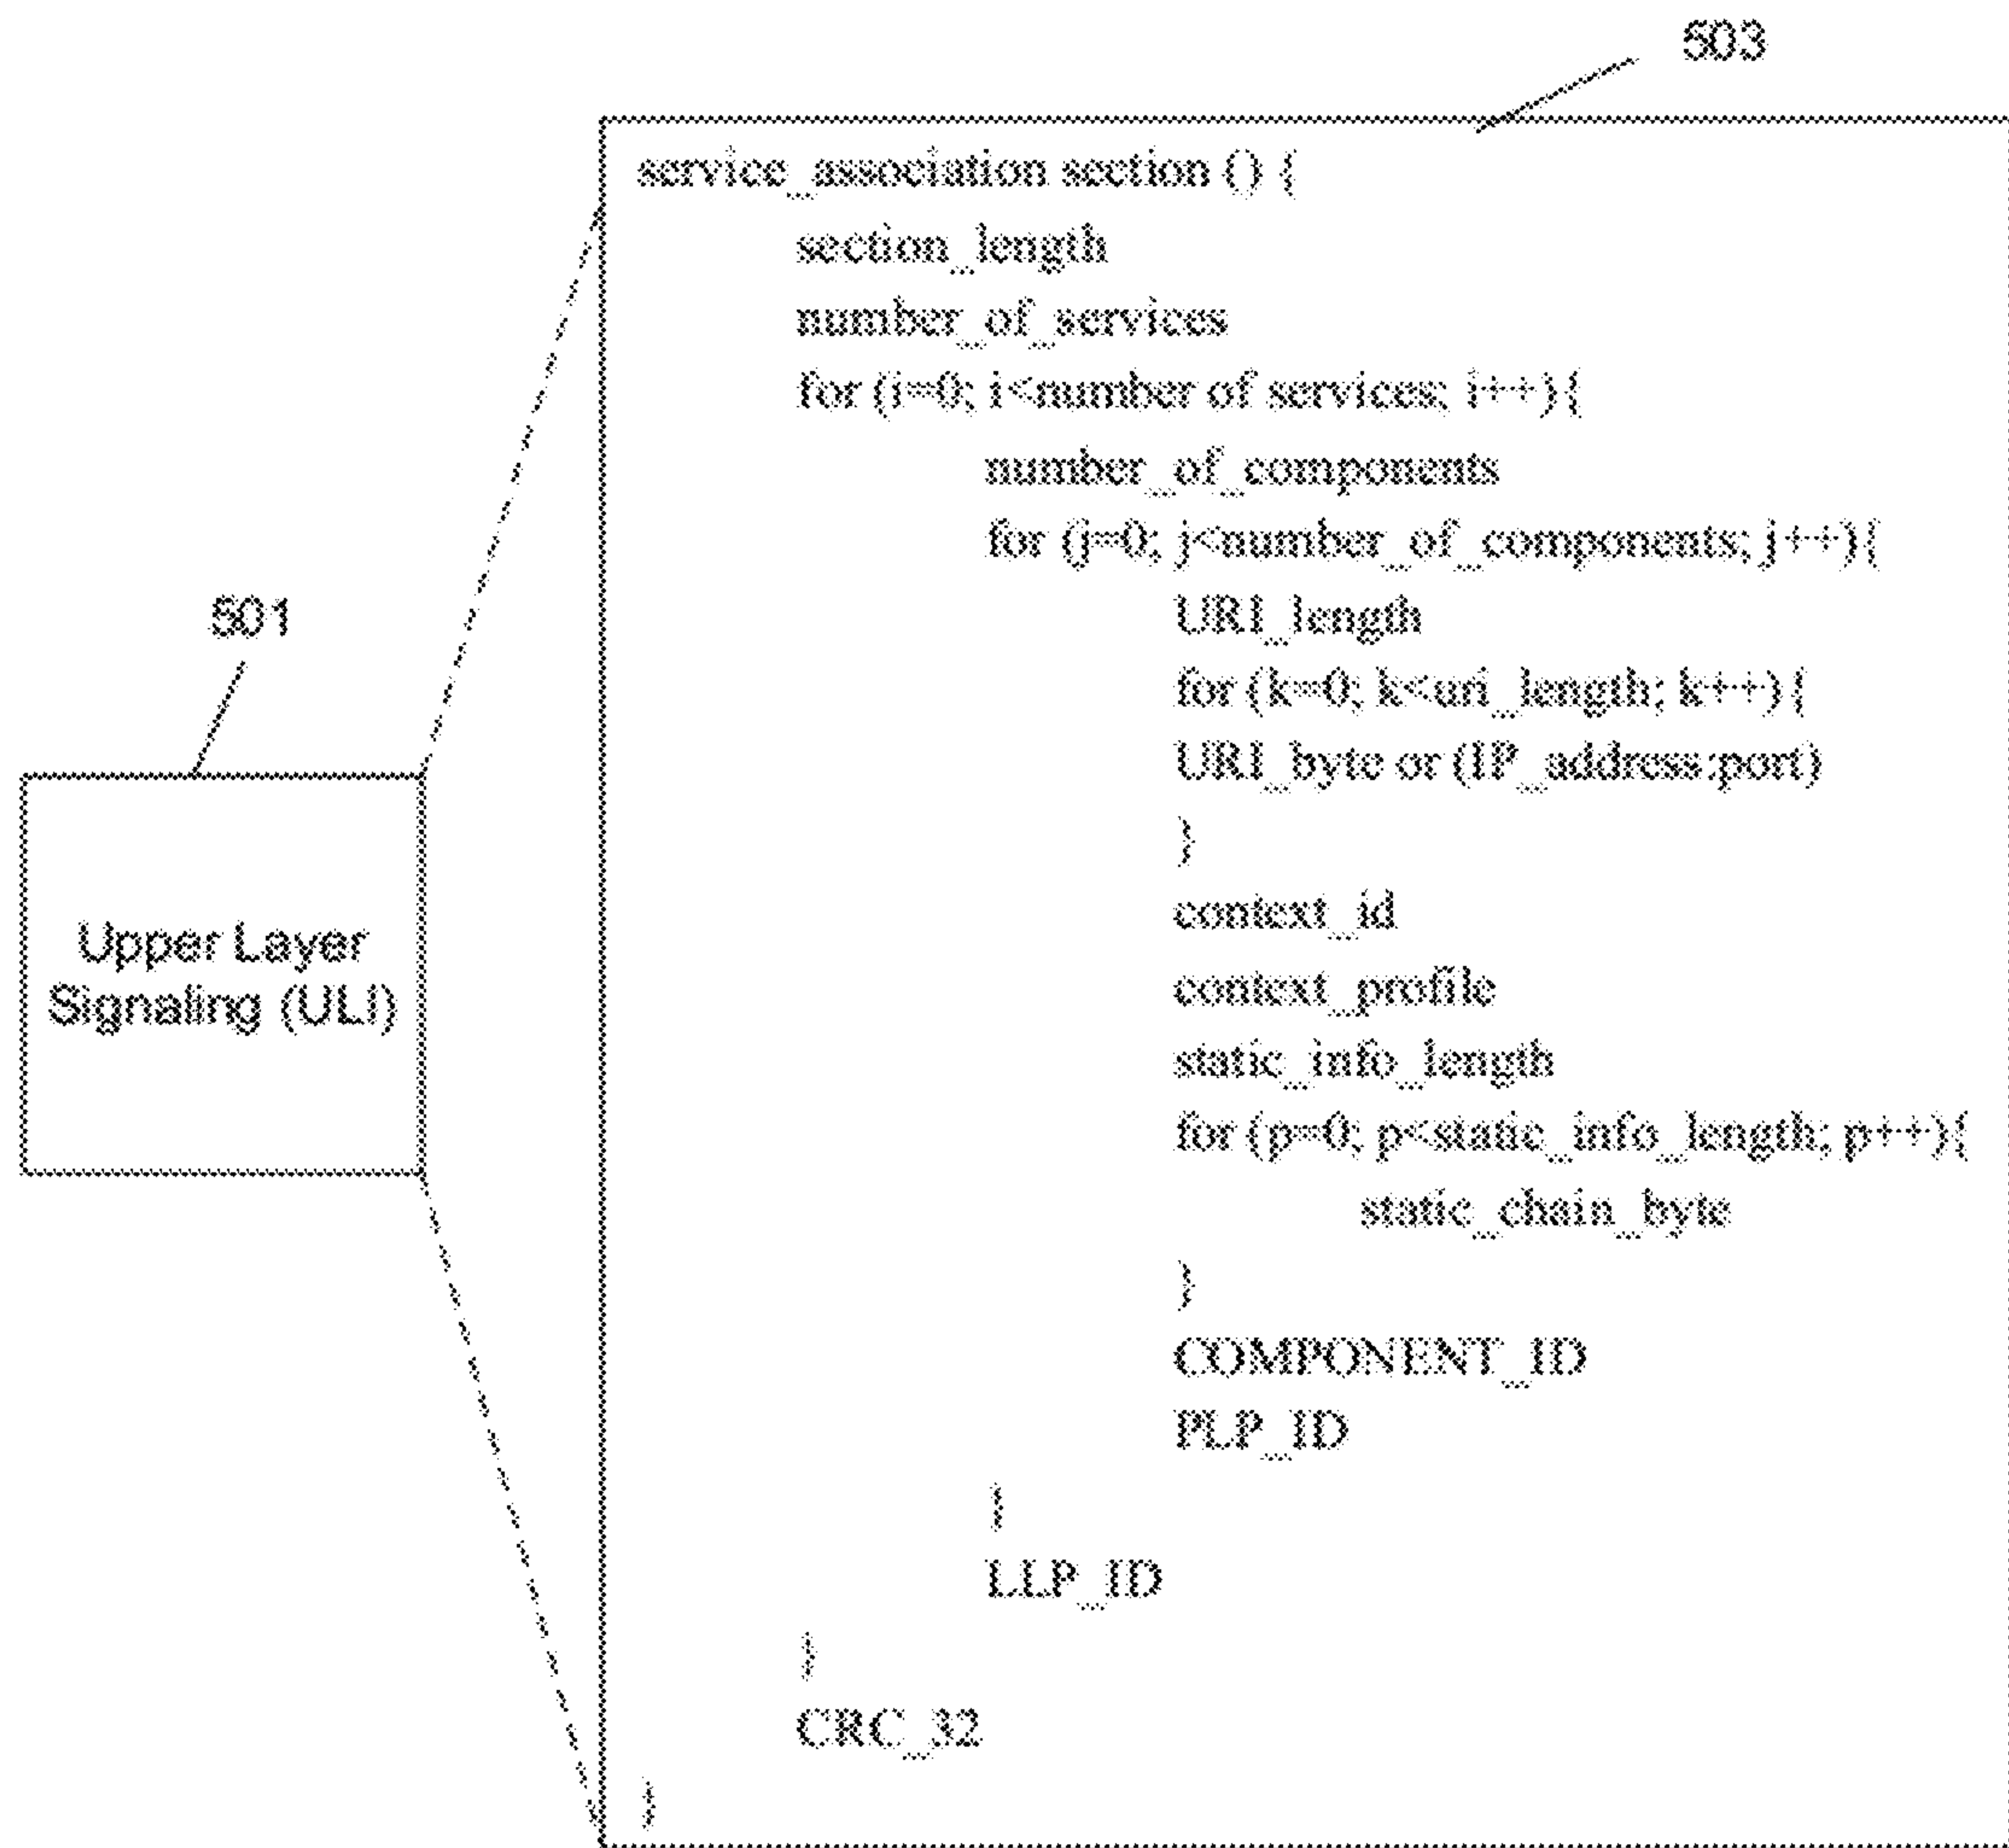 503
service_association section () {
section_length
number_of_services
for (i=0; i<number of services; i++){
number_of_components
for (j=0; j<number_of_components; j++){
URI_length
for (k=0; k<uri_length; k++){
URI_byte or (IP_address:port)
}
context_id
context_profile
static_info_length
for (p=0; p<static_info_length; p++){
static_chain_byte
}
COMPONENT_ID
PLP_ID
}
LLP_ID
}
CRC_32
}
501
Upper Layer
Signaling (ULI)